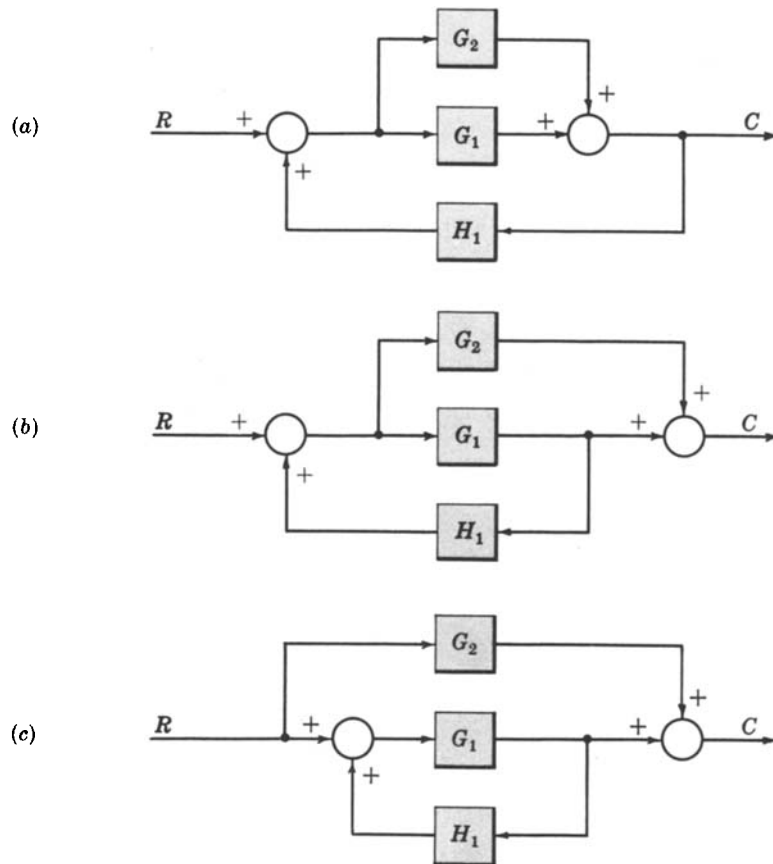 G₂
(a) R + + + C
G₁
+
H₁
G₂
(b) R + + + C
G₁
+
H₁
G₂
(c) R + + + C
G₁
+
H₁